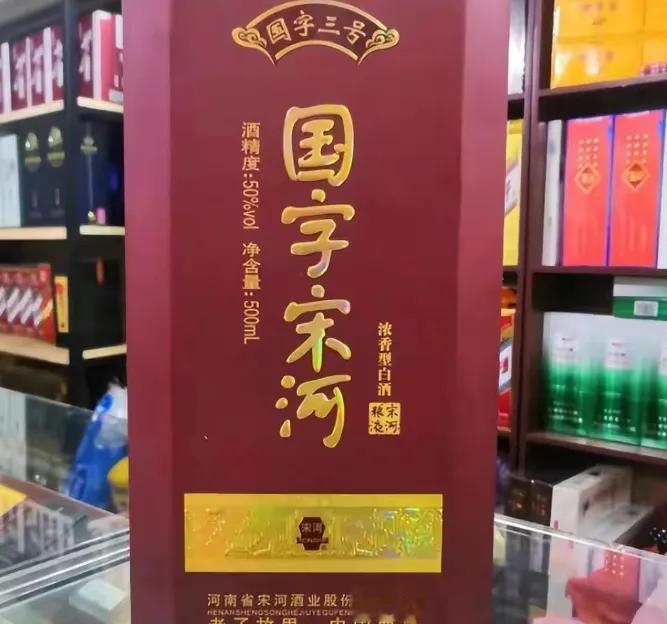 国字三号
国字宋河
酒精度:50%vol 净含量:500mL
浓香型白酒
宋河
粮液
宋河
河南省宋河酒业股份
HENANSHENGSONGHEJIUYEGUFEN